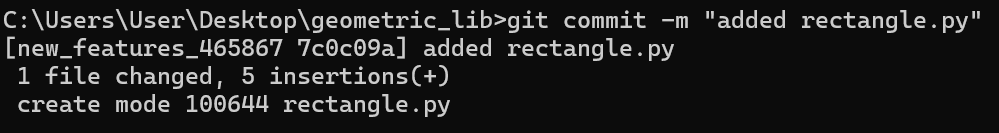 C:\Users\User\Desktop\geometric_lib>git commit -m "added rectangle.py"
[new_features_465867 7c0c09a] added rectangle.py
 1 file changed, 5 insertions(+)
 create mode 100644 rectangle.py